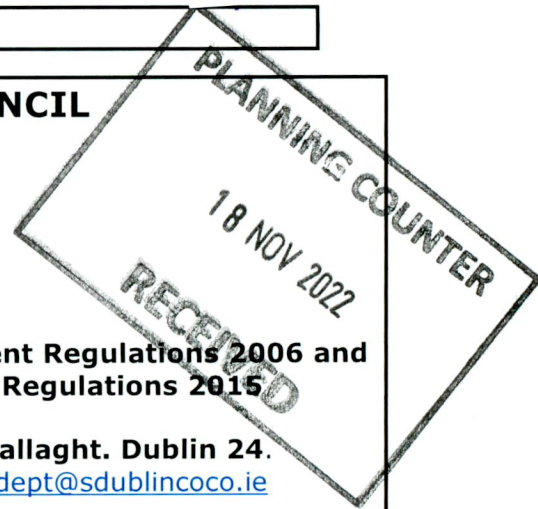 NCIL
PLANNING COUNTER
18 NOV 2022
RECEIVED
ent Regulations 2006 and
Regulations 2015
allaght. Dublin 24.
dept@sdublincoco.ie